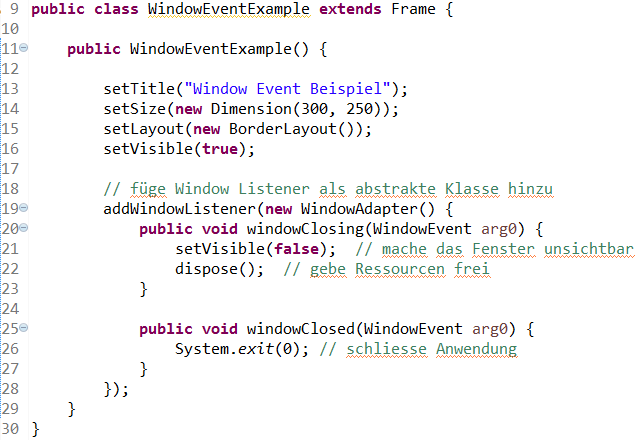 9 public class WindowEventExample extends Frame {
10
11 public WindowEventExample() {
12
13 setTitle("Window Event Beispiel");
14 setSize(new Dimension(300, 250));
15 setLayout(new BorderLayout());
16 setVisible(true);
17
18 // füge Window Listener als abstrakte Klasse hinzu
19 addWindowListener(new WindowAdapter() {
20 public void windowClosing(WindowEvent arg0) {
21 setVisible(false);  // mache das Fenster unsichtbar
22 dispose();  // gebe Ressourcen frei
23 }
24
25 public void windowClosed(WindowEvent arg0) {
26 System.exit(0); // schliesse Anwendung
27 }
28 });
29 }
30 }